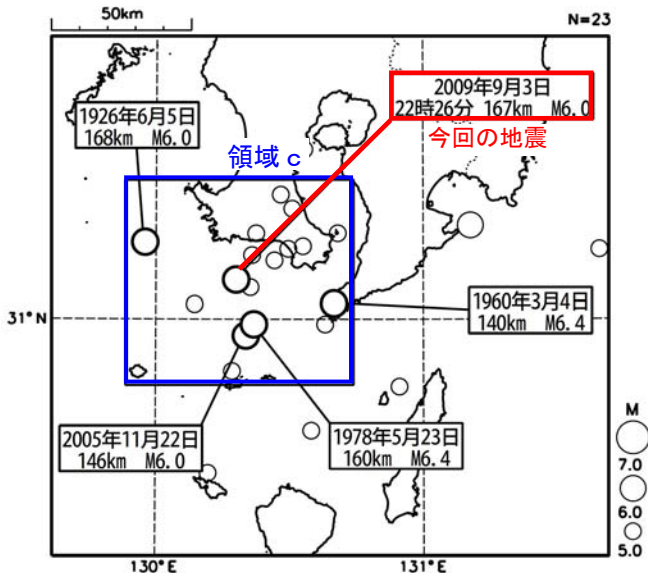 50km
N=23
2009年9月3日
22時26分 167km M6.0
今回の地震
1926年6月5日
168km M6.0
領域 c
31°N
1960年3月4日
140km M6.4
2005年11月22日
146km M6.0
1978年5月23日
160km M6.4
M
7.0
6.0
5.0
130°E
131°E